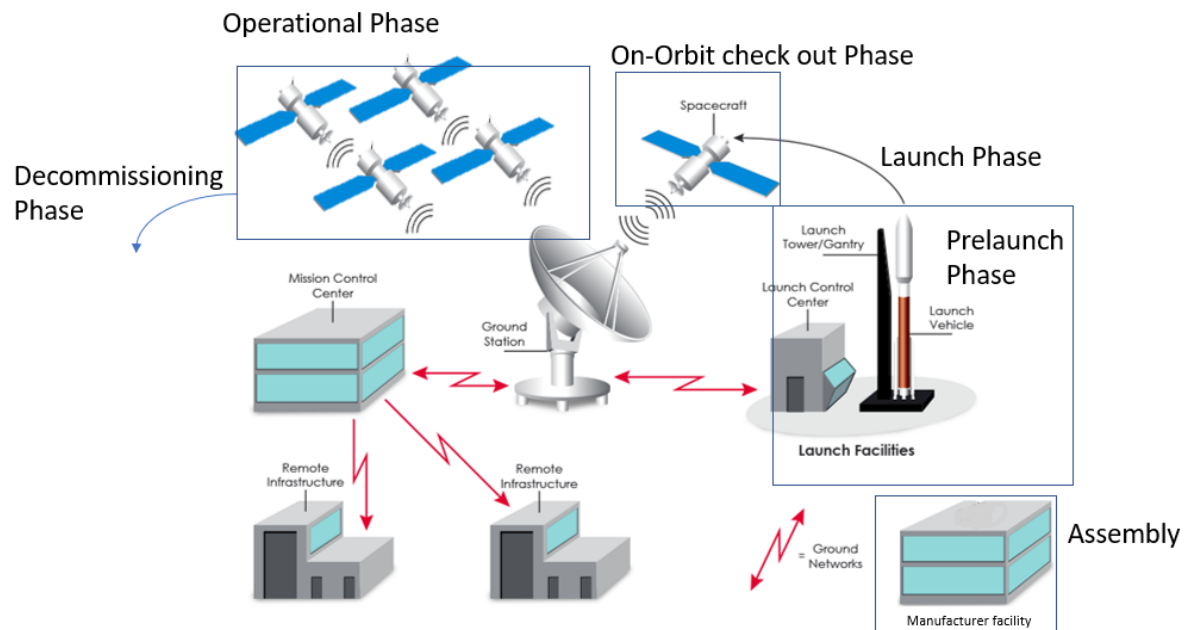 Operational Phase
On-Orbit check out Phase
Spacecraft
Decommissioning
Phase
Launch Phase
Launch
Tower/Gantry
Prelaunch
Phase
Mission Control
Center
Launch Control
Center
Ground
Station
Launch
Vehicle
Launch Facilities
Remote
Infrastructure
Remote
Infrastructure
= Ground
Networks
Assembly
Manufacturer facility